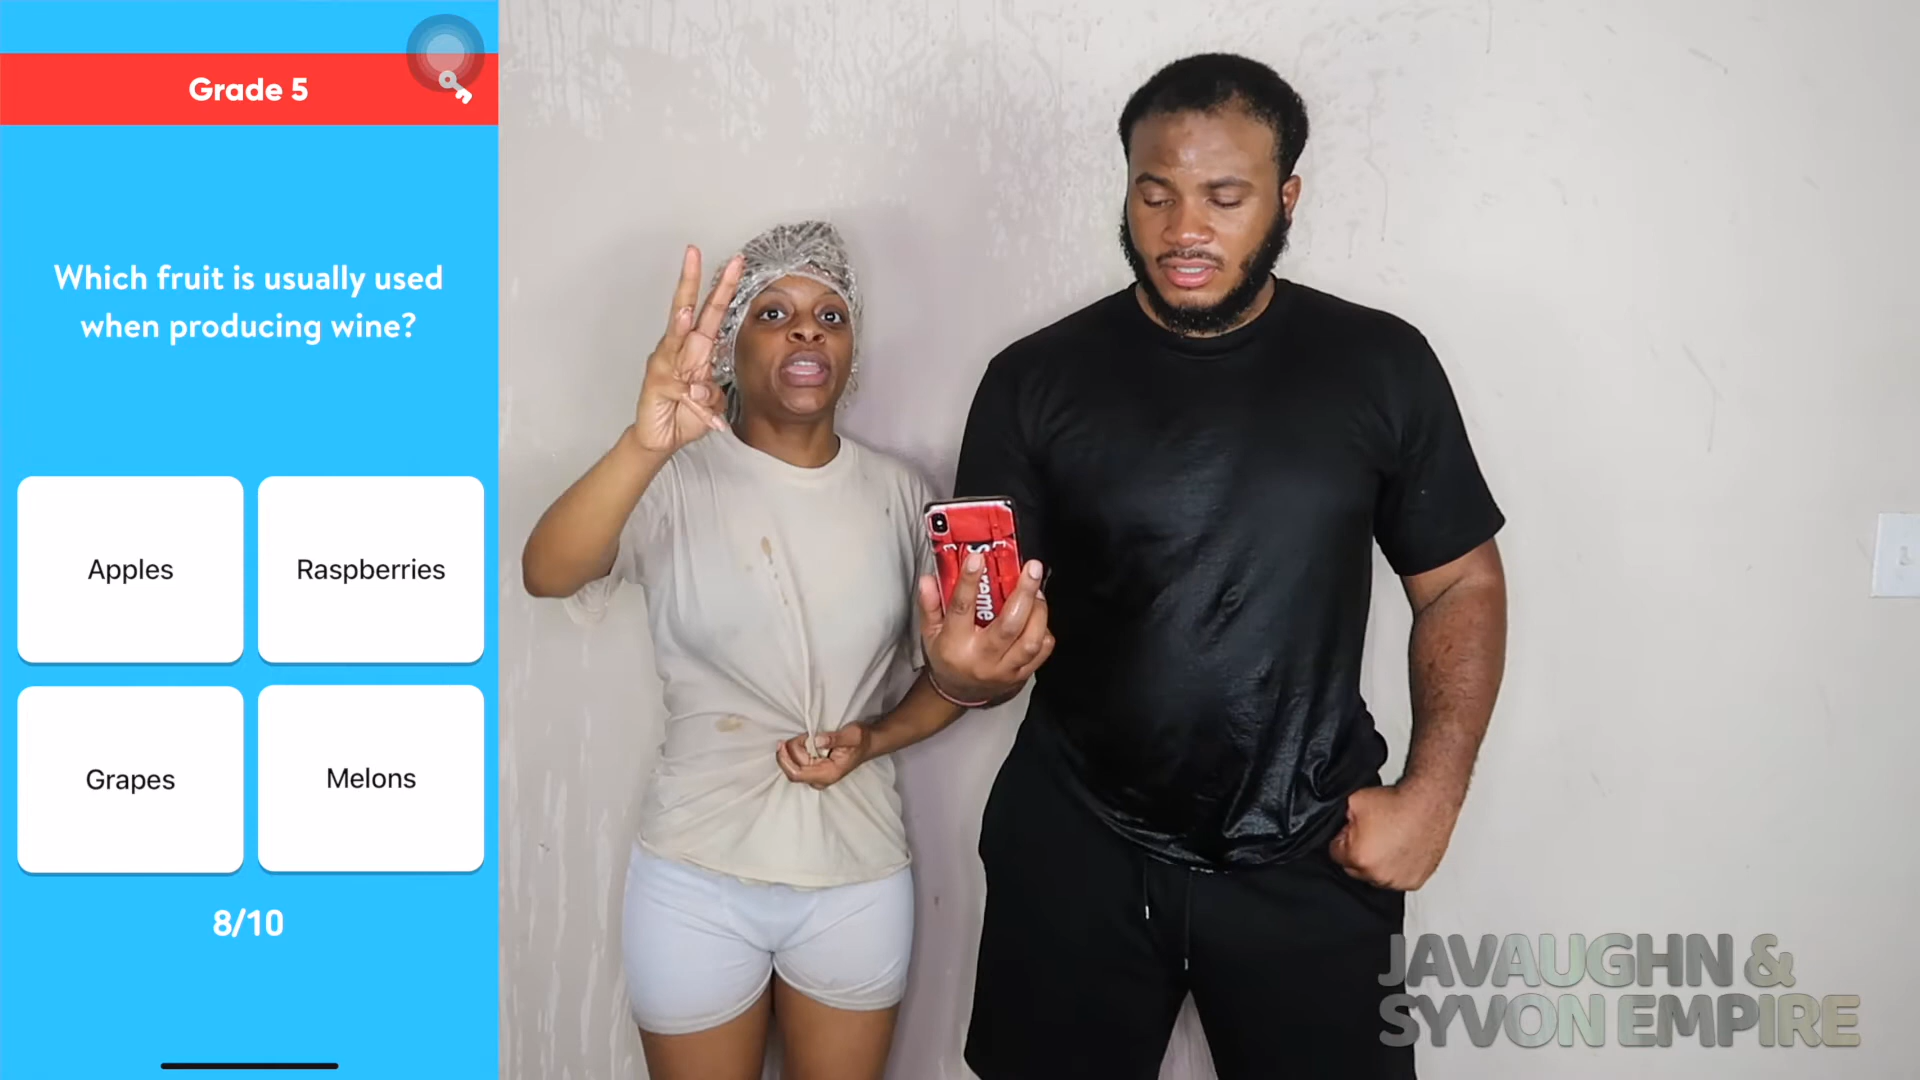 Grade 5
Which fruit is usually used
when producing wine?
Apples
Raspberries
Grapes
Melons
8/10
Supreme
JAVAUGHN &
SYVON EMPIRE